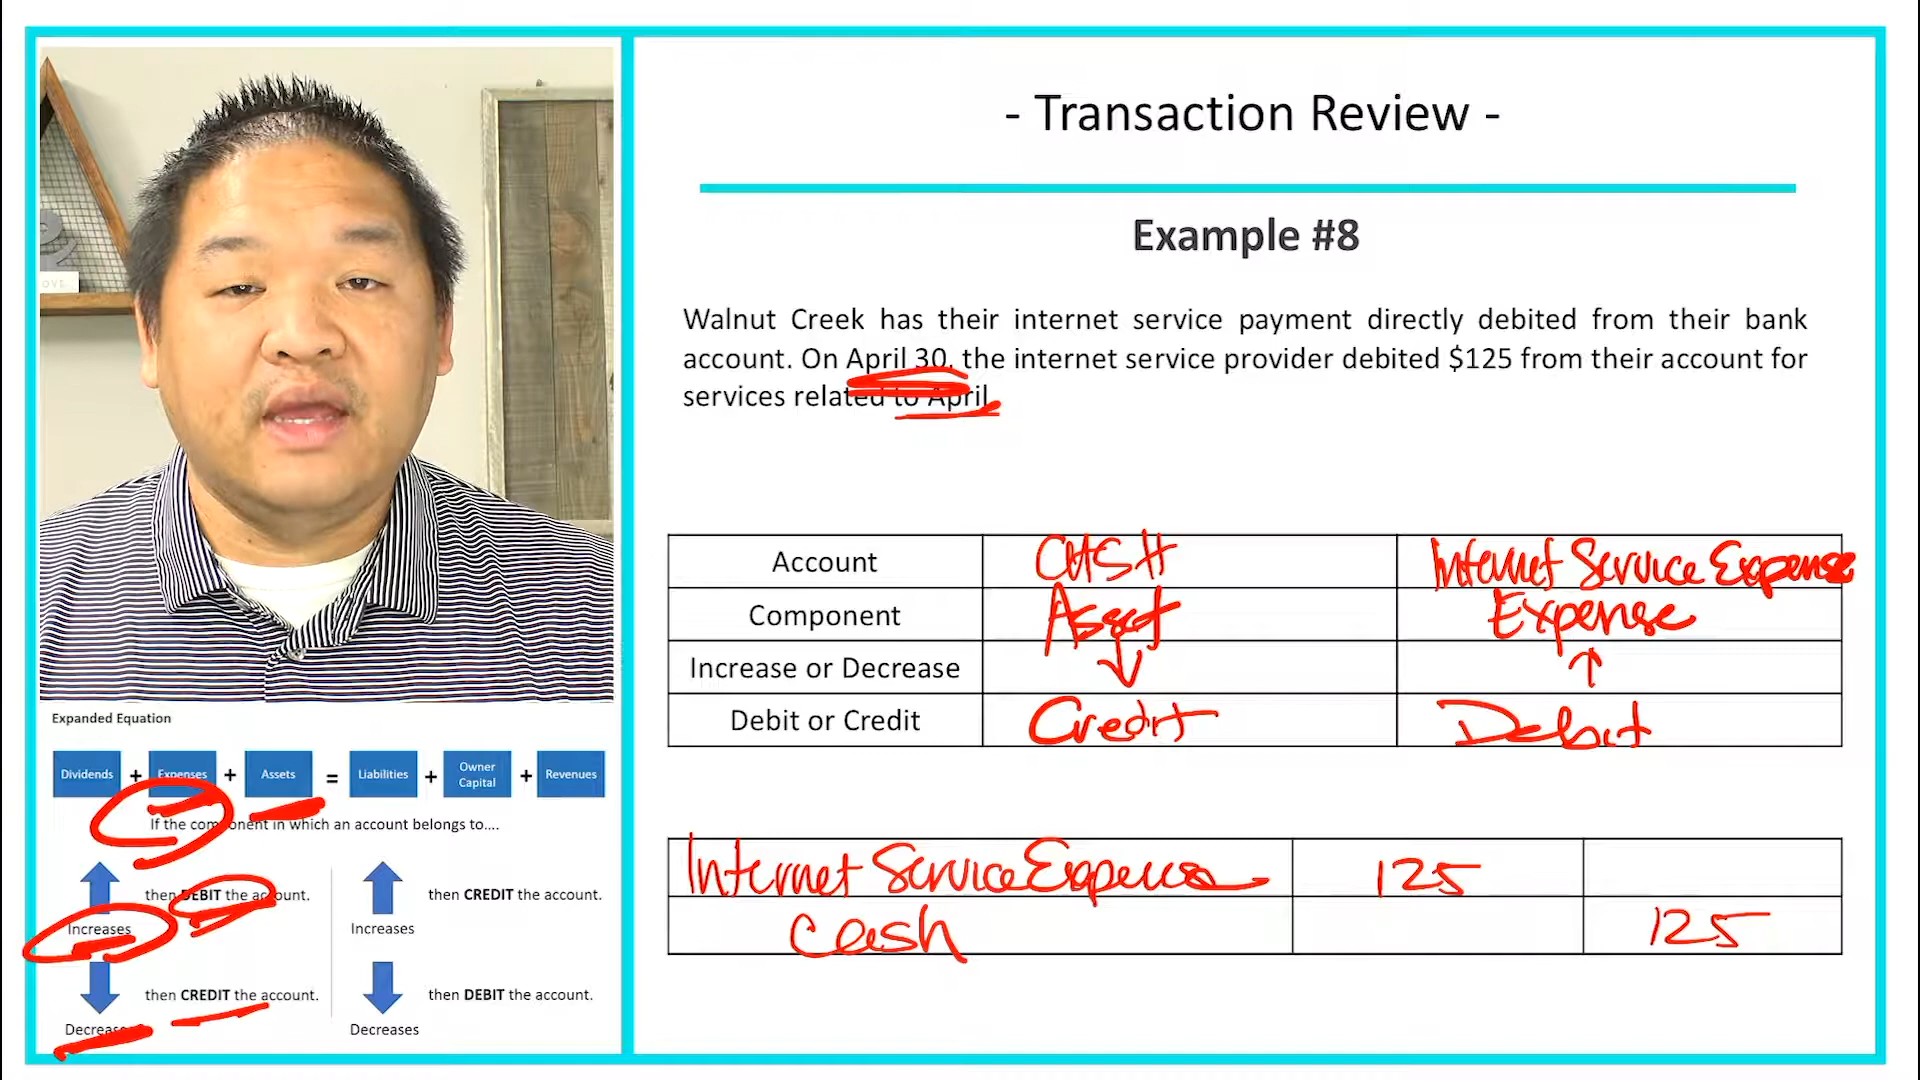 - Transaction Review -
Example #8
Walnut Creek has their internet service payment directly debited from their bank
account. On April 30, the internet service provider debited $125 from their account for
services related to April.
Account CASH Internet Service Expense
Component Asset Expense
Increase or Decrease ↓ ↑
Debit or Credit Credit Debit
Internet Service Expense 125
Cash 125
OVE
Expanded Equation
Dividends + Expenses + Assets = Liabilities + Owner Capital + Revenues
If the component in which an account belongs to....
then DEBIT the account. then CREDIT the account.
Increases Increases
then CREDIT the account. then DEBIT the account.
Decreases Decreases